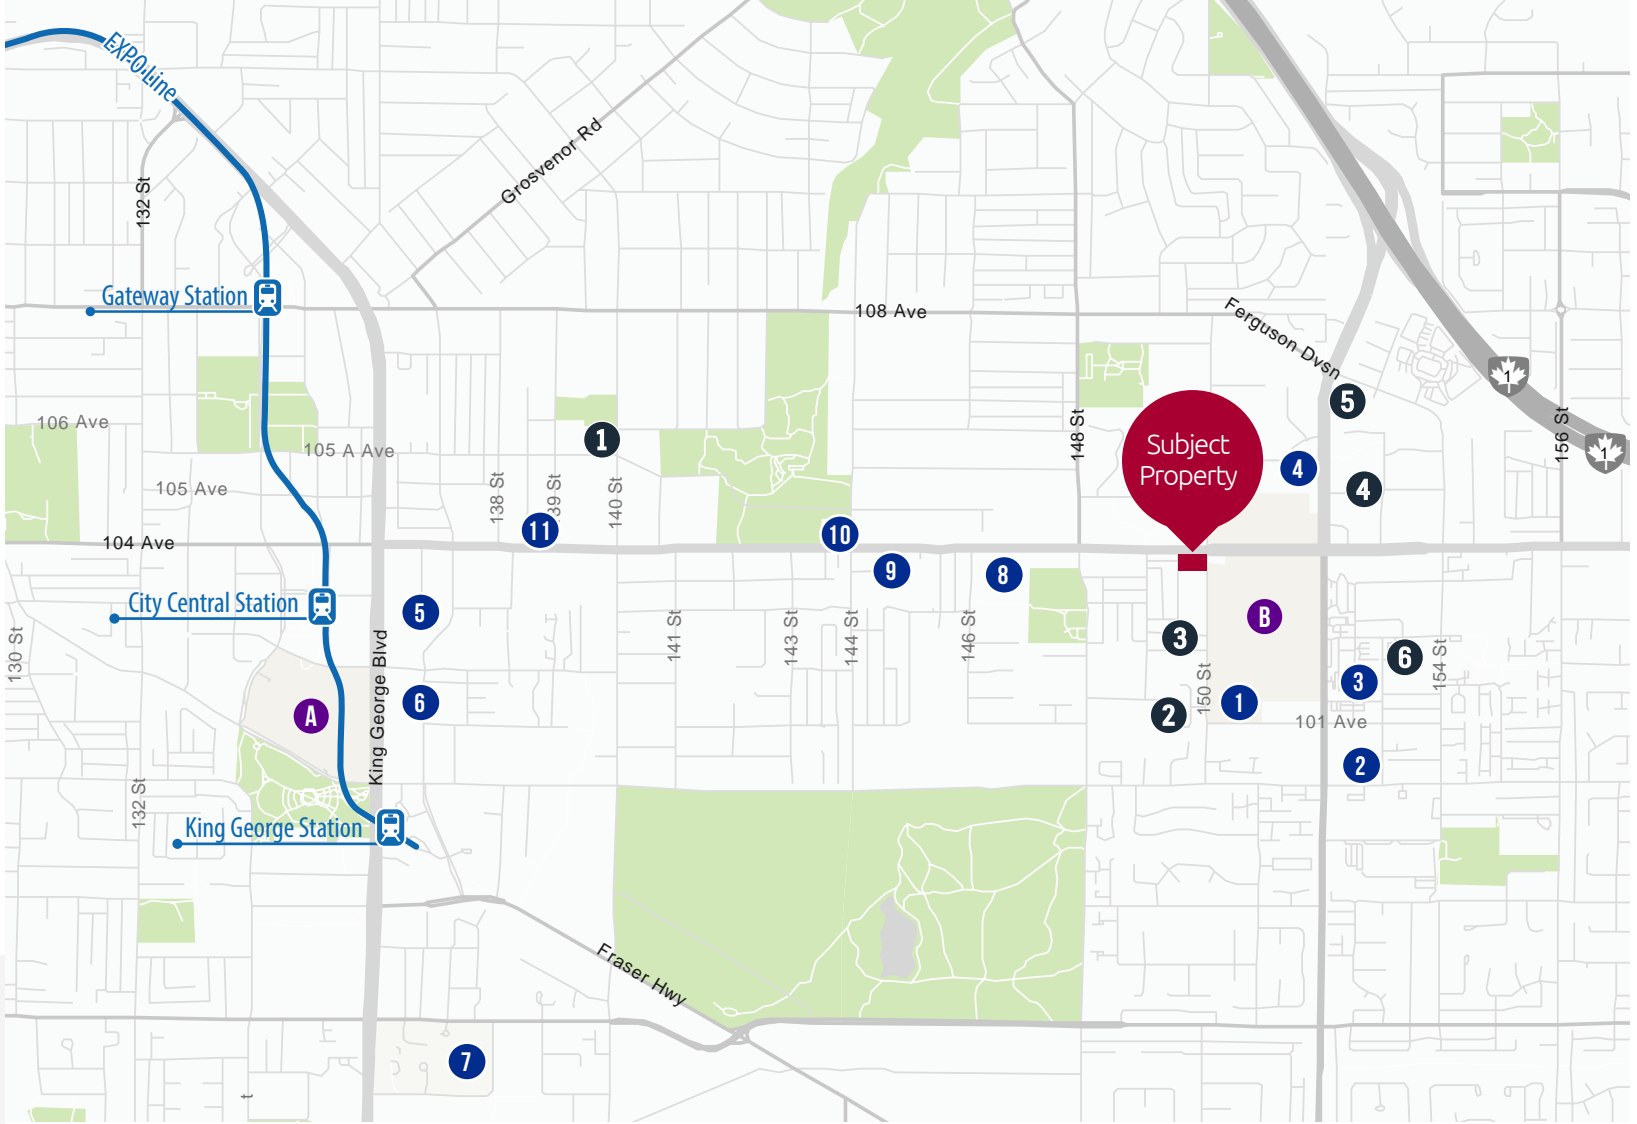 EXPO Line
132 St
Grosvenor Rd
Gateway Station
108 Ave
Ferguson Dvsn
1
5
106 Ave
105 A Ave
1
148 St
Subject
Property
4
156 St
1
105 Ave
138 St
39 St
140 St
4
104 Ave
11
10
9
8
City Central Station
5
B
130 St
King George Blvd
141 St
143 St
144 St
146 St
3
6
154 St
A
6
2
150 St
1
3
101 Ave
2
132 St
King George Station
Fraser Hwy
7
t